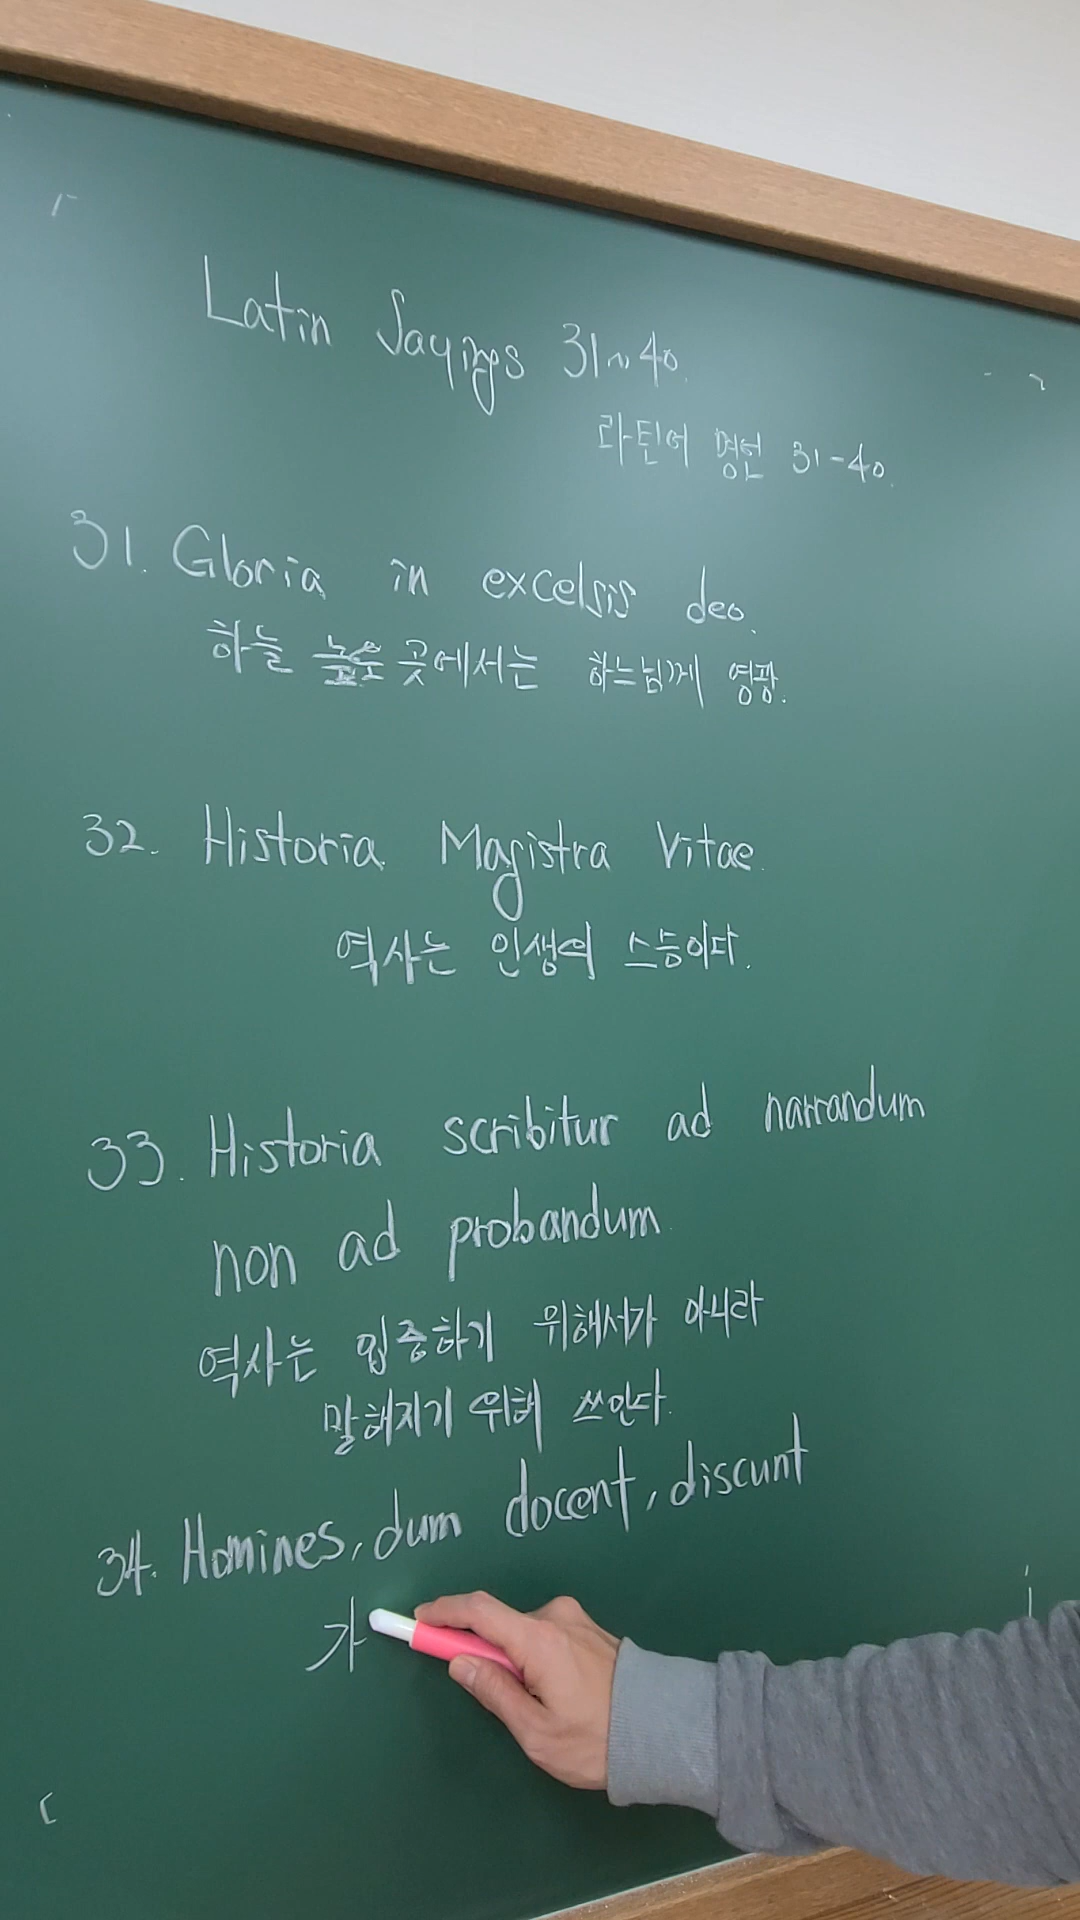 Latin Sayings 31~40.
라틴어 명언 31-40.
31. Gloria in excelsis deo.
하늘 높은 곳에서는 하느님께 영광.
32. Historia Magistra Vitae.
역사는 인생의 스승이다.
33. Historia scribitur ad narrandum
non ad probandum.
역사는 입증하기 위해서가 아니라
말해지기 위해 쓰인다.
34. Homines, dum docent, discunt
가